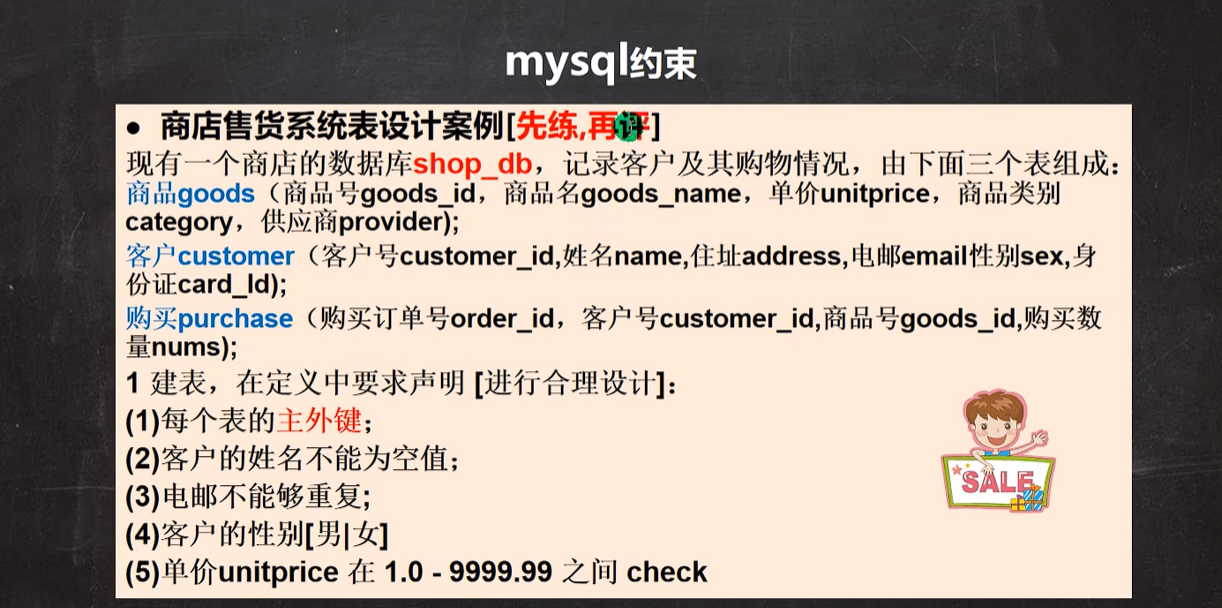 mysql约束
● 商店售货系统表设计案例[先练,再评]
现有一个商店的数据库shop_db，记录客户及其购物情况，由下面三个表组成：
商品goods（商品号goods_id，商品名goods_name，单价unitprice，商品类别
category，供应商provider);
客户customer（客户号customer_id,姓名name,住址address,电邮email性别sex,身
份证card_Id);
购买purchase（购买订单号order_id，客户号customer_id,商品号goods_id,购买数
量nums);
1 建表，在定义中要求声明 [进行合理设计]：
(1)每个表的主外键；
(2)客户的姓名不能为空值；
(3)电邮不能够重复;
(4)客户的性别[男|女]
(5)单价unitprice 在 1.0 - 9999.99 之间 check
SALE